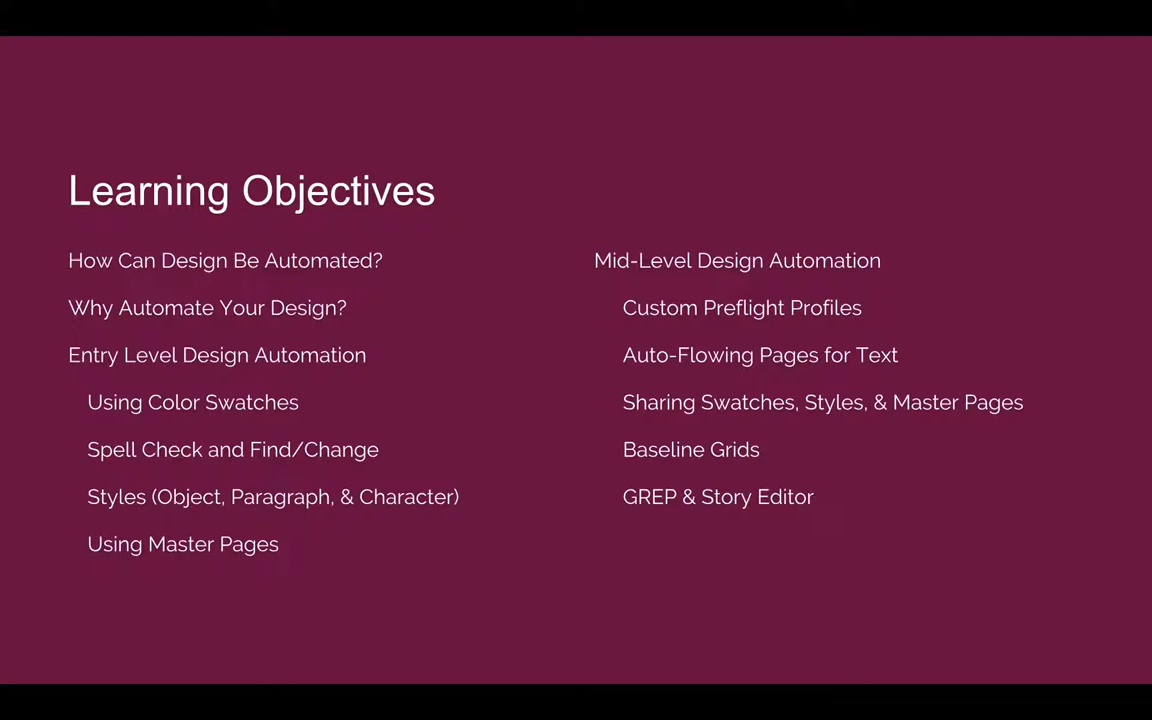 Learning Objectives
How Can Design Be Automated?
Why Automate Your Design?
Entry Level Design Automation
Using Color Swatches
Spell Check and Find/Change
Styles (Object, Paragraph, & Character)
Using Master Pages
Mid-Level Design Automation
Custom Preflight Profiles
Auto-Flowing Pages for Text
Sharing Swatches, Styles, & Master Pages
Baseline Grids
GREP & Story Editor